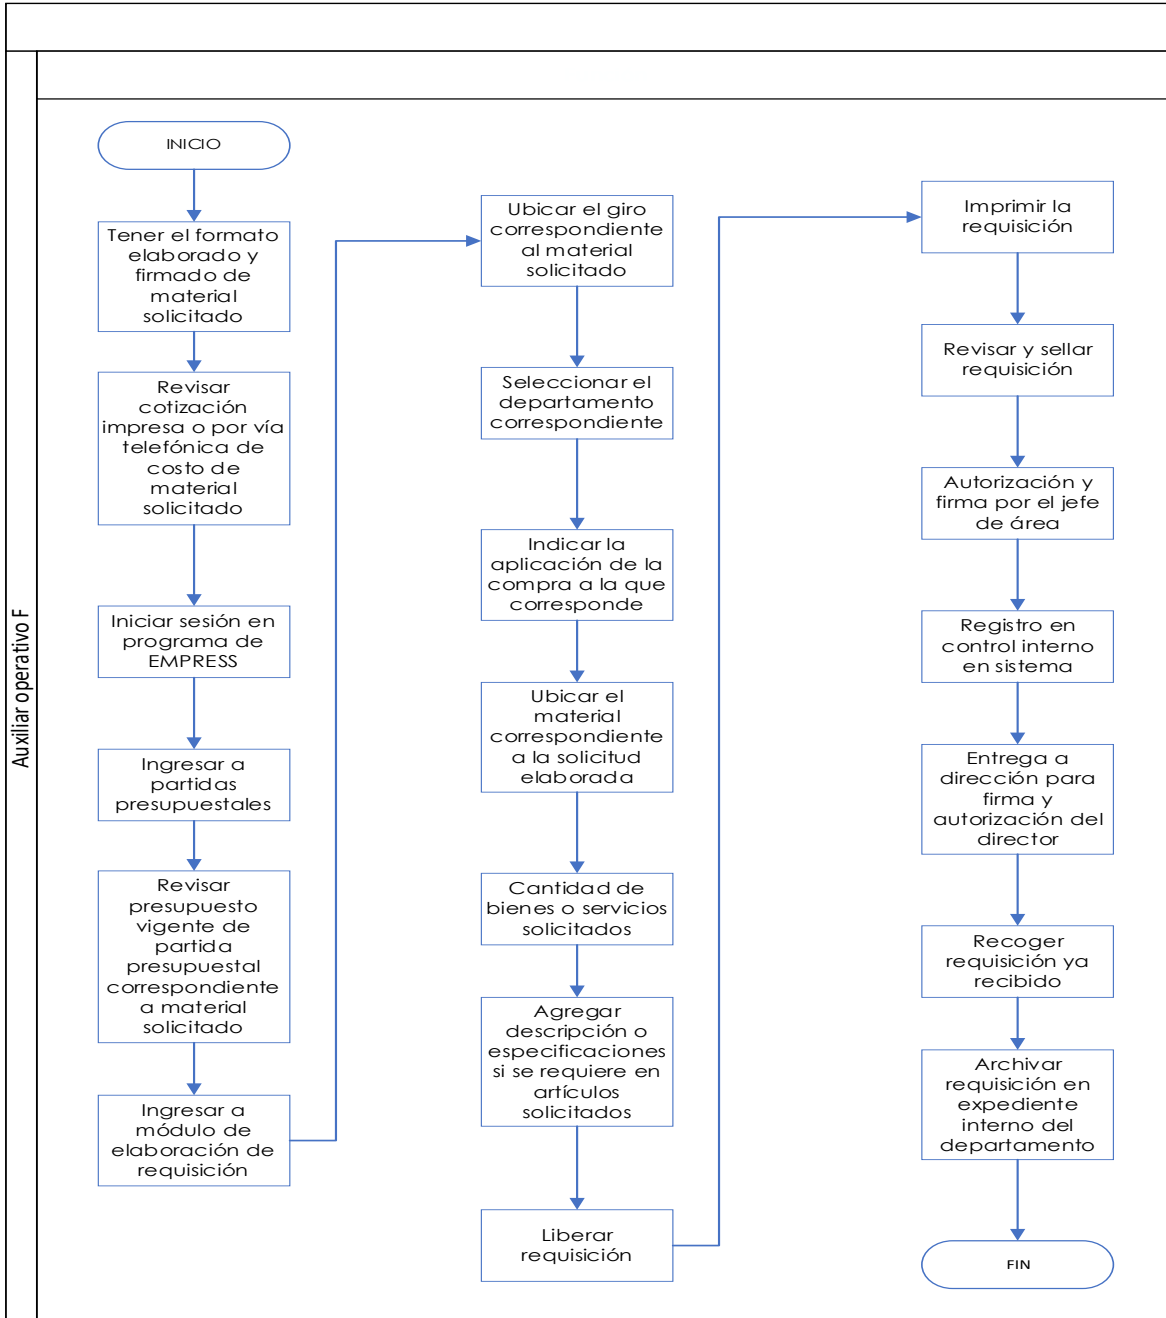 Auxiliar operativo F
INICIO
Tener el formato
elaborado y
firmado de
material
solicitado
Revisar
cotización
impresa o por vía
telefónica de
costo de
material
solicitado
Iniciar sesión en
programa de
EMPRESS
Ingresar a
partidas
presupuestales
Revisar
presupuesto
vigente de
partida
presupuestal
correspondiente
a material
solicitado
Ingresar a
módulo de
elaboración de
requisición
Ubicar el giro
correspondiente
al material
solicitado
Seleccionar el
departamento
correspondiente
Indicar la
aplicación de la
compra a la que
corresponde
Ubicar el
material
correspondiente
a la solicitud
elaborada
Cantidad de
bienes o servicios
solicitados
Agregar
descripción o
especificaciones
si se requiere en
artículos
solicitados
Liberar
requisición
Imprimir la
requisición
Revisar y sellar
requisición
Autorización y
firma por el jefe
de área
Registro en
control interno
en sistema
Entrega a
dirección para
firma y
autorización del
director
Recoger
requisición ya
recibido
Archivar
requisición en
expediente
interno del
departamento
FIN